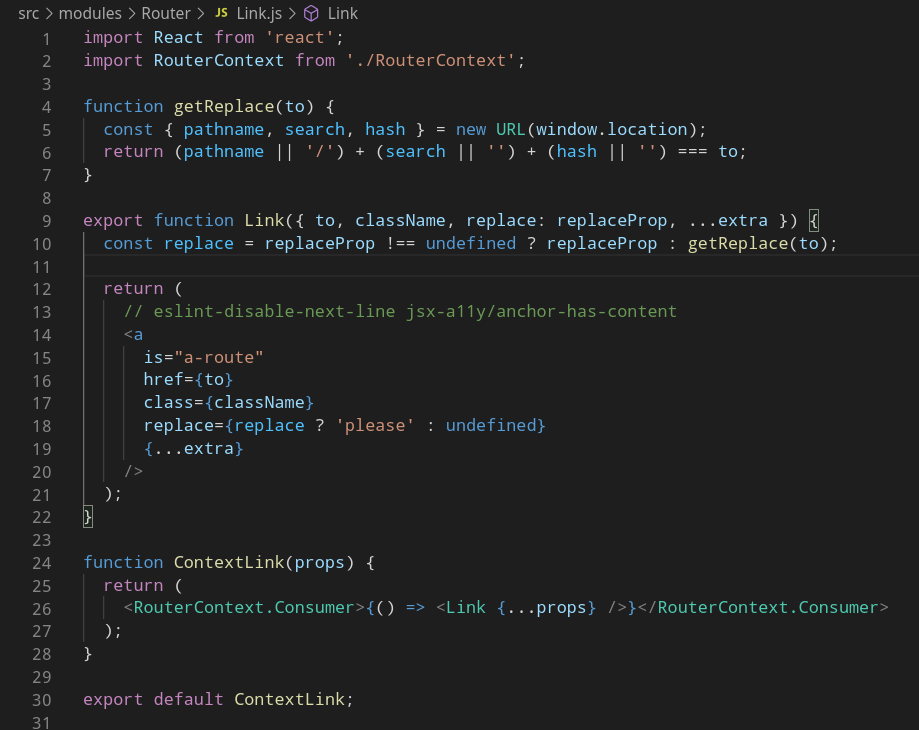 src > modules > Router > JS Link.js > Link
1 import React from 'react';
2 import RouterContext from './RouterContext';
3
4 function getReplace(to) {
5   const { pathname, search, hash } = new URL(window.location);
6   return (pathname || '/') + (search || '') + (hash || '') === to;
7 }
8
9 export function Link({ to, className, replace: replaceProp, ...extra }) {
10   const replace = replaceProp !== undefined ? replaceProp : getReplace(to);
11
12   return (
13     // eslint-disable-next-line jsx-a11y/anchor-has-content
14     <a
15       is="a-route"
16       href={to}
17       class={className}
18       replace={replace ? 'please' : undefined}
19       {...extra}
20     />
21   );
22 }
23
24 function ContextLink(props) {
25   return (
26     <RouterContext.Consumer>{() => <Link {...props} />}</RouterContext.Consumer>
27   );
28 }
29
30 export default ContextLink;
31